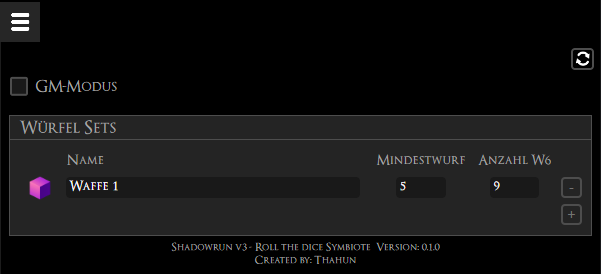 GM-Modus
Würfel Sets
Name Mindestwurf Anzahl W6
Waffe 1 5 9 -
+
Shadowrun v3 - Roll the dice Symbiote Version: 0.1.0
Created by: Thahun